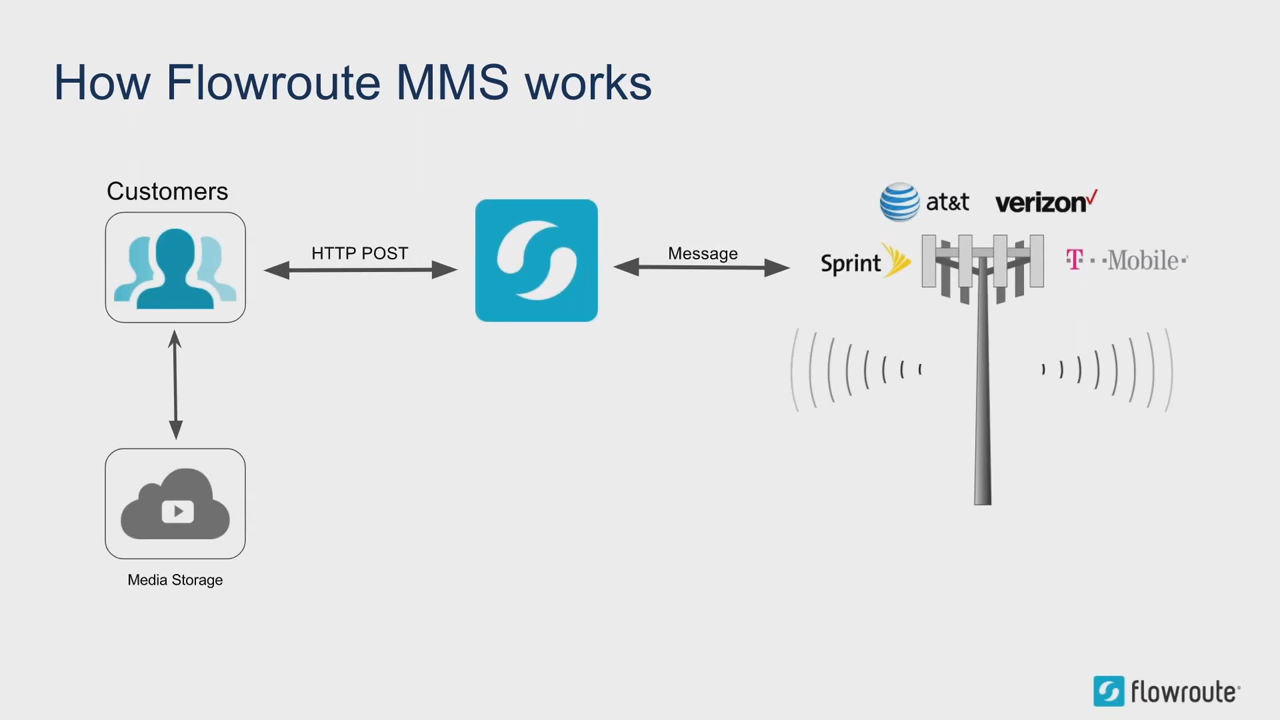 How Flowroute MMS works
Customers
HTTP POST
Message
at&t
verizon
Sprint
T··Mobile·
Media Storage
flowroute